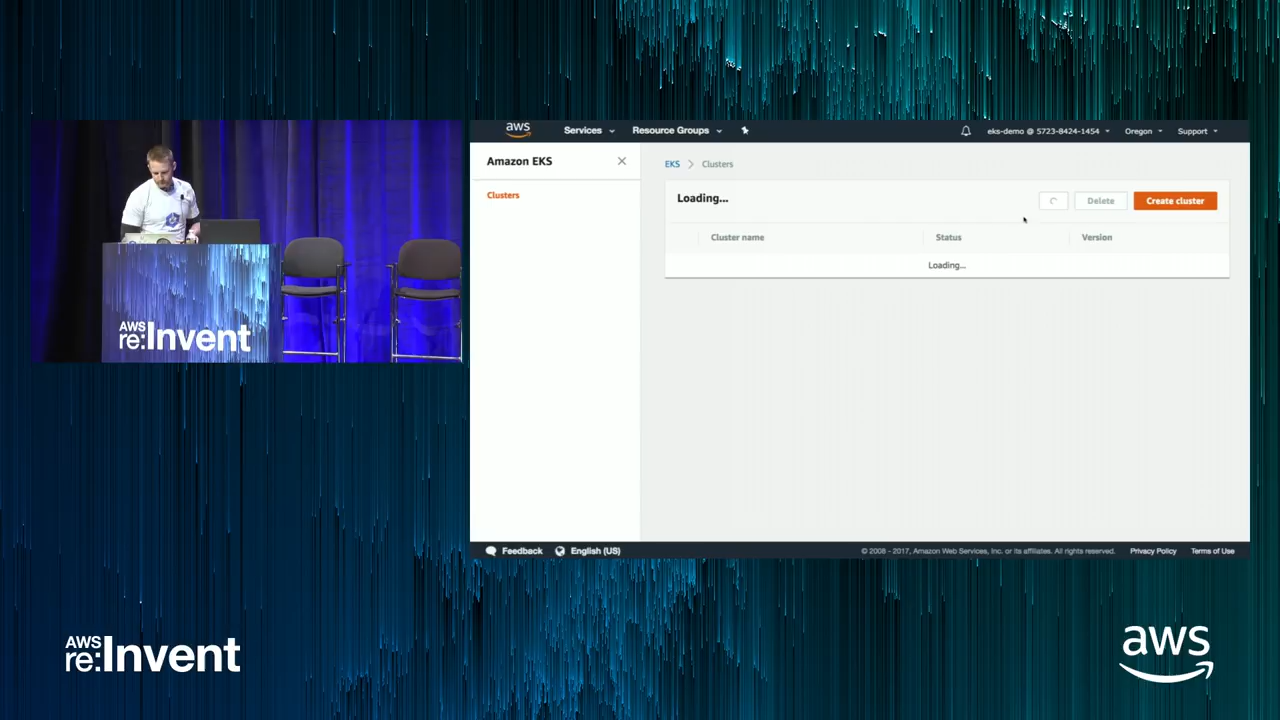 aws
Services
Resource Groups
eks-demo @ 5723-8424-1454
Oregon
Support
Amazon EKS
Clusters
EKS > Clusters
Loading...
Delete
Create cluster
Cluster name
Status
Version
Loading...
Feedback
English (US)
© 2008 - 2017, Amazon Web Services, Inc. or its affiliates. All rights reserved.
Privacy Policy
Terms of Use
AWS
re:Invent
AWS
re:Invent
aws